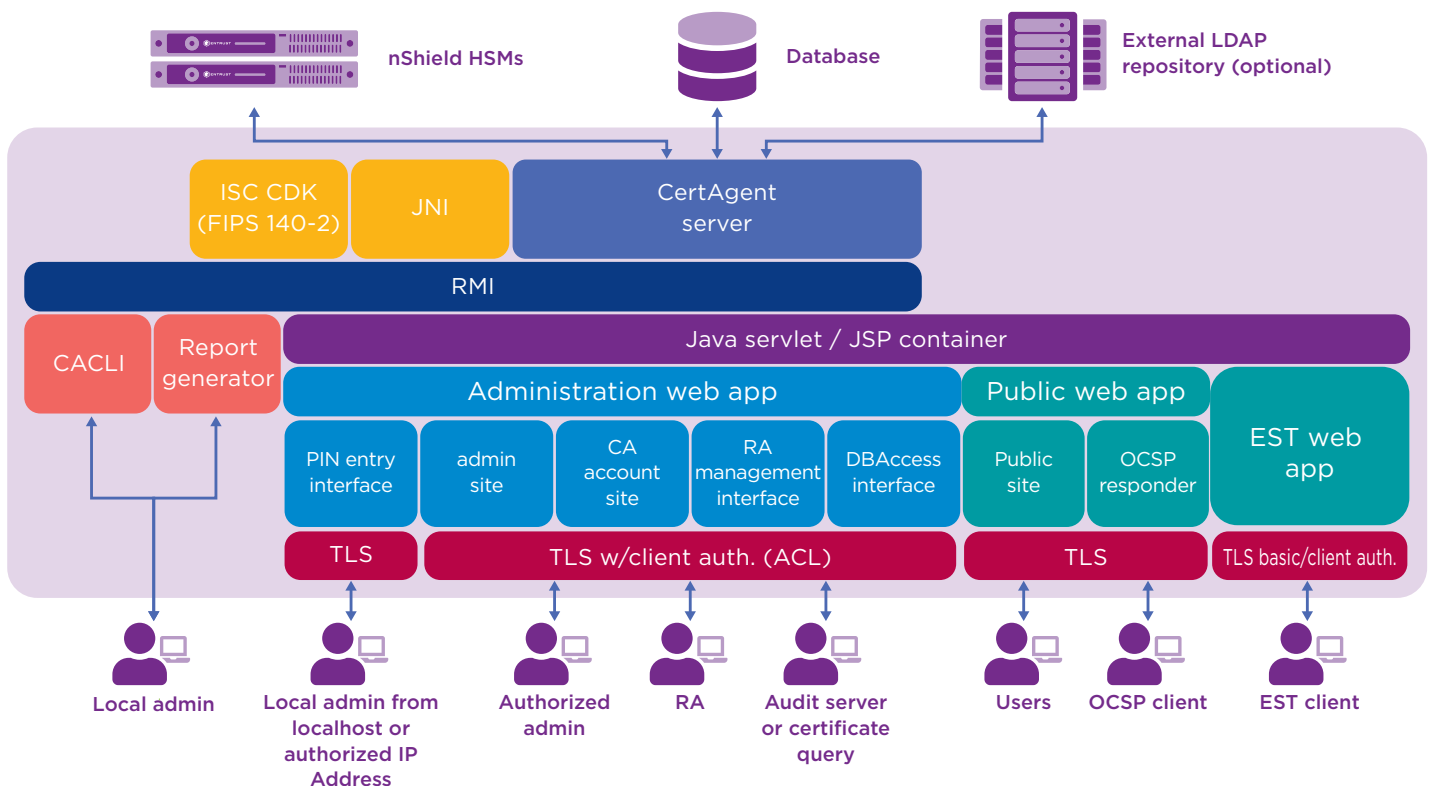 ENTRUST
ENTRUST
nShield HSMs
Database
External LDAP
repository (optional)
ISC CDK
(FIPS 140-2)
JNI
CertAgent
server
RMI
CACLI
Report
generator
Java servlet / JSP container
Administration web app
Public web app
EST web
app
PIN entry
interface
admin
site
CA
account
site
RA
management
interface
DBAccess
interface
Public
site
OCSP
responder
TLS
TLS w/client auth. (ACL)
TLS
TLS basic/client auth.
Local admin
Local admin from
localhost or
authorized IP
Address
Authorized
admin
RA
Audit server
or certificate
query
Users
OCSP client
EST client